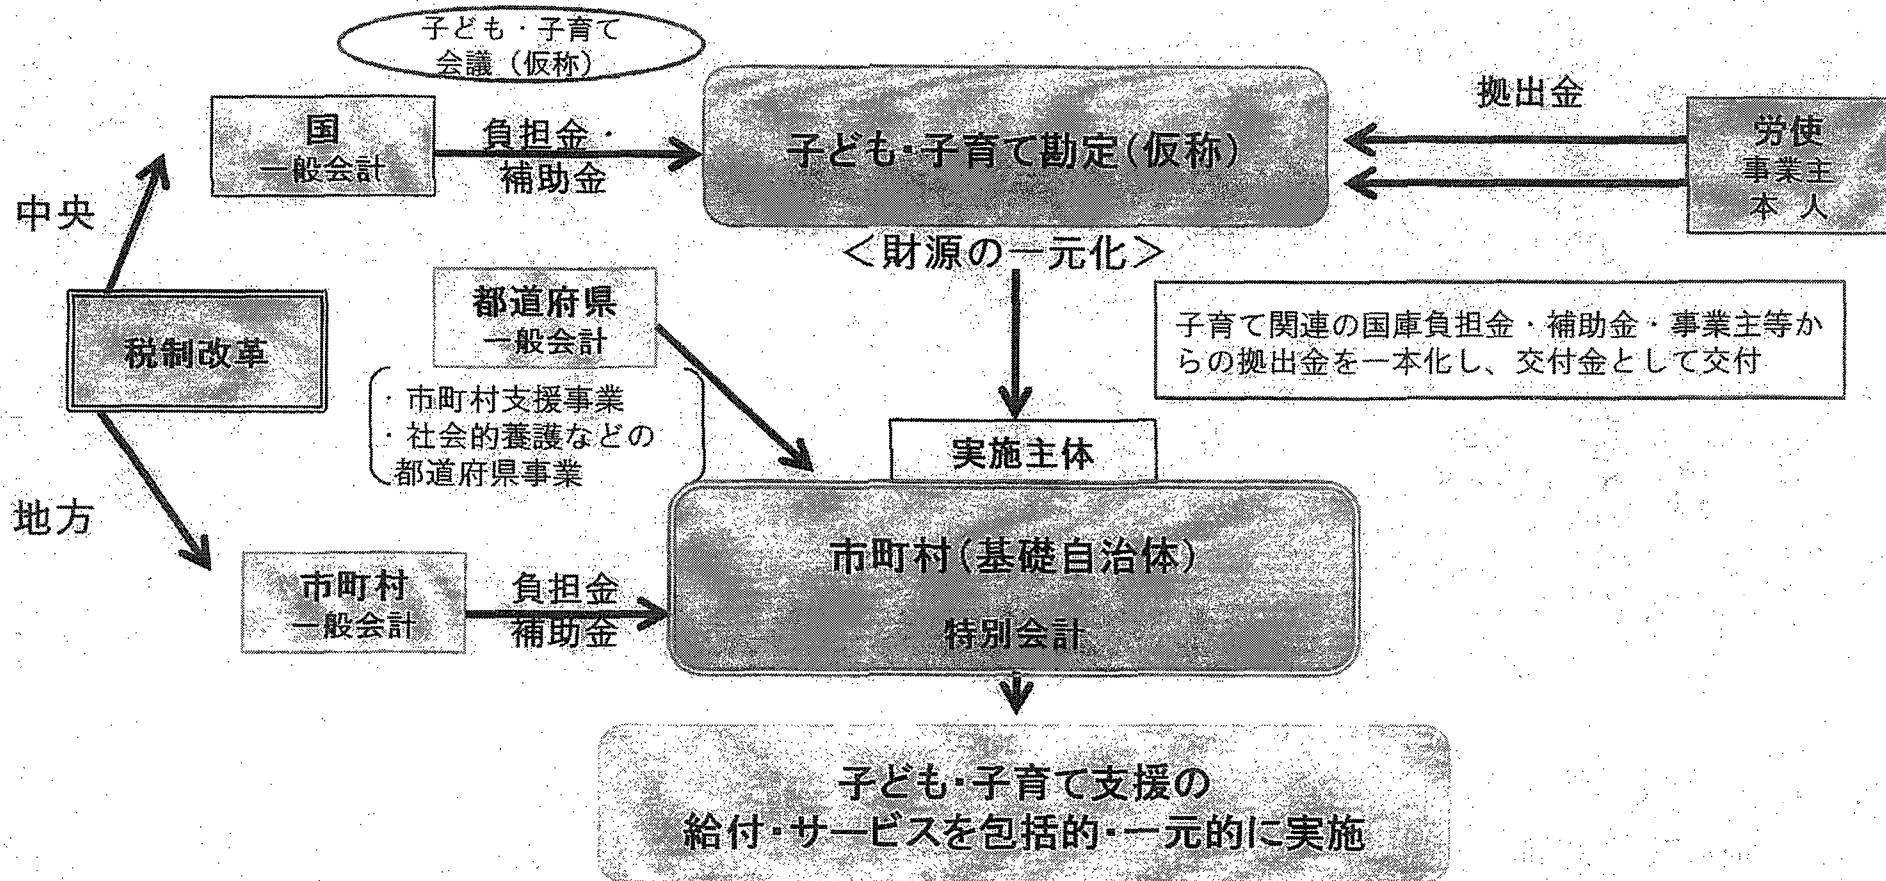 子ども・子育て
会議（仮称）
国
一般会計
負担金・
補助金
子ども・子育て勘定（仮称）
拠出金
労使
事業主
本 人
中央
＜財源の一元化＞
都道府県
一般会計
子育て関連の国庫負担金・補助金・事業主等か
らの拠出金を一本化し、交付金として交付
税制改革
・市町村支援事業
・社会的養護などの
都道府県事業
実施主体
地方
市町村（基礎自治体）
特別会計
市町村
一般会計
負担金
補助金
子ども・子育て支援の
給付・サービスを包括的・一元的に実施